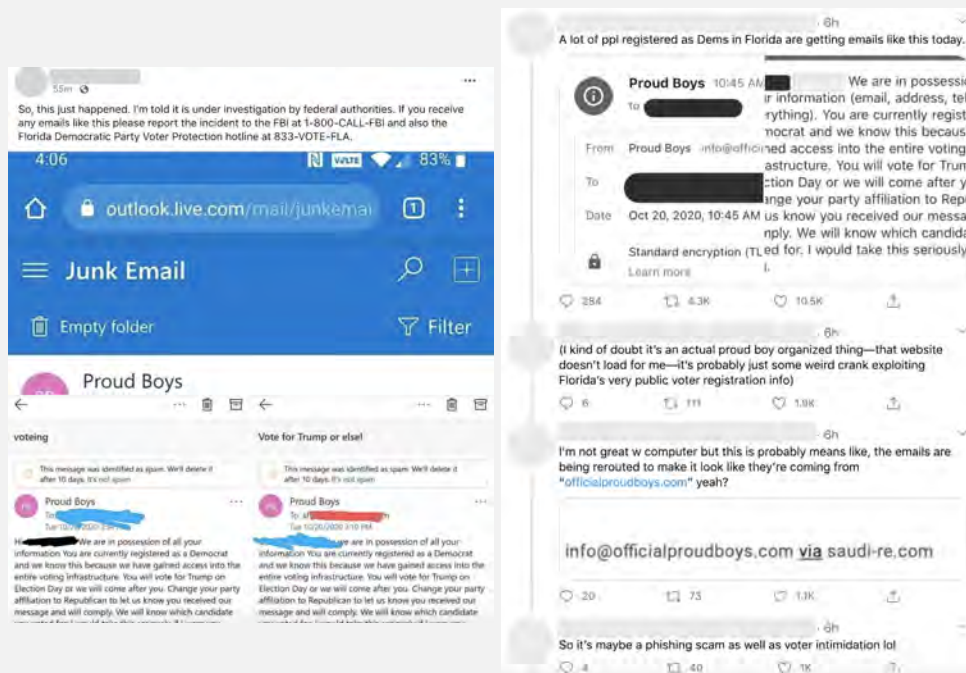 55m
So, this just happened. I'm told it is under investigation by federal authorities. If you receive
any emails like this please report the incident to the FBI at 1-800-CALL-FBI and also the
Florida Democratic Party Voter Protection hotline at 833-VOTE-FLA.
4:06
VoLTE 83%
outlook.live.com/mail/junkemai
1
Junk Email
Empty folder
Filter
Proud Boys
voteing
This message was identified as spam. We'll delete it
after 10 days. It's not spam
Proud Boys
To:
Tue 10/20/2020
We are in possession of all your
information You are currently registered as a Democrat
and we know this because we have gained access into the
entire voting infrastructure. You will vote for Trump on
Election Day or we will come after you. Change your party
affiliation to Republican to let us know you received our
message and will comply. We will know which candidate
Vote for Trump or else!
This message was identified as spam. We'll delete it
after 10 days. It's not spam
Proud Boys
To:
Tue 10/20/2020 3:10 PM
we are in possession of all your
information You are currently registered as a Democrat
and we know this because we have gained access into the
entire voting infrastructure. You will vote for Trump on
Election Day or we will come after you. Change your party
affiliation to Republican to let us know you received our
message and will comply. We will know which candidate
6h
A lot of ppl registered as Dems in Florida are getting emails like this today.
Proud Boys 10:45 AM
to
From Proud Boys
To
Date Oct 20, 2020, 10:45 AM
Standard encryption (TL
Learn more
We are in possessi
r information (email, address, tel
rything). You are currently regist
mocrat and we know this becaus
ned access into the entire voting
astructure. You will vote for Trum
ction Day or we will come after y
ange your party affiliation to Rep
us know you received our messa
mply. We will know which candida
ed for. I would take this seriously
284 4.3K 10.5K
6h
(I kind of doubt it's an actual proud boy organized thing—that website
doesn't load for me—it's probably just some weird crank exploiting
Florida's very public voter registration info)
6 111 1.9K
6h
I'm not great w computer but this is probably means like, the emails are
being rerouted to make it look like they're coming from
"officialproudboys.com" yeah?
info@officialproudboys.com via saudi-re.com
20 73 1.1K
6h
So it's maybe a phishing scam as well as voter intimidation lol
4 40 1K